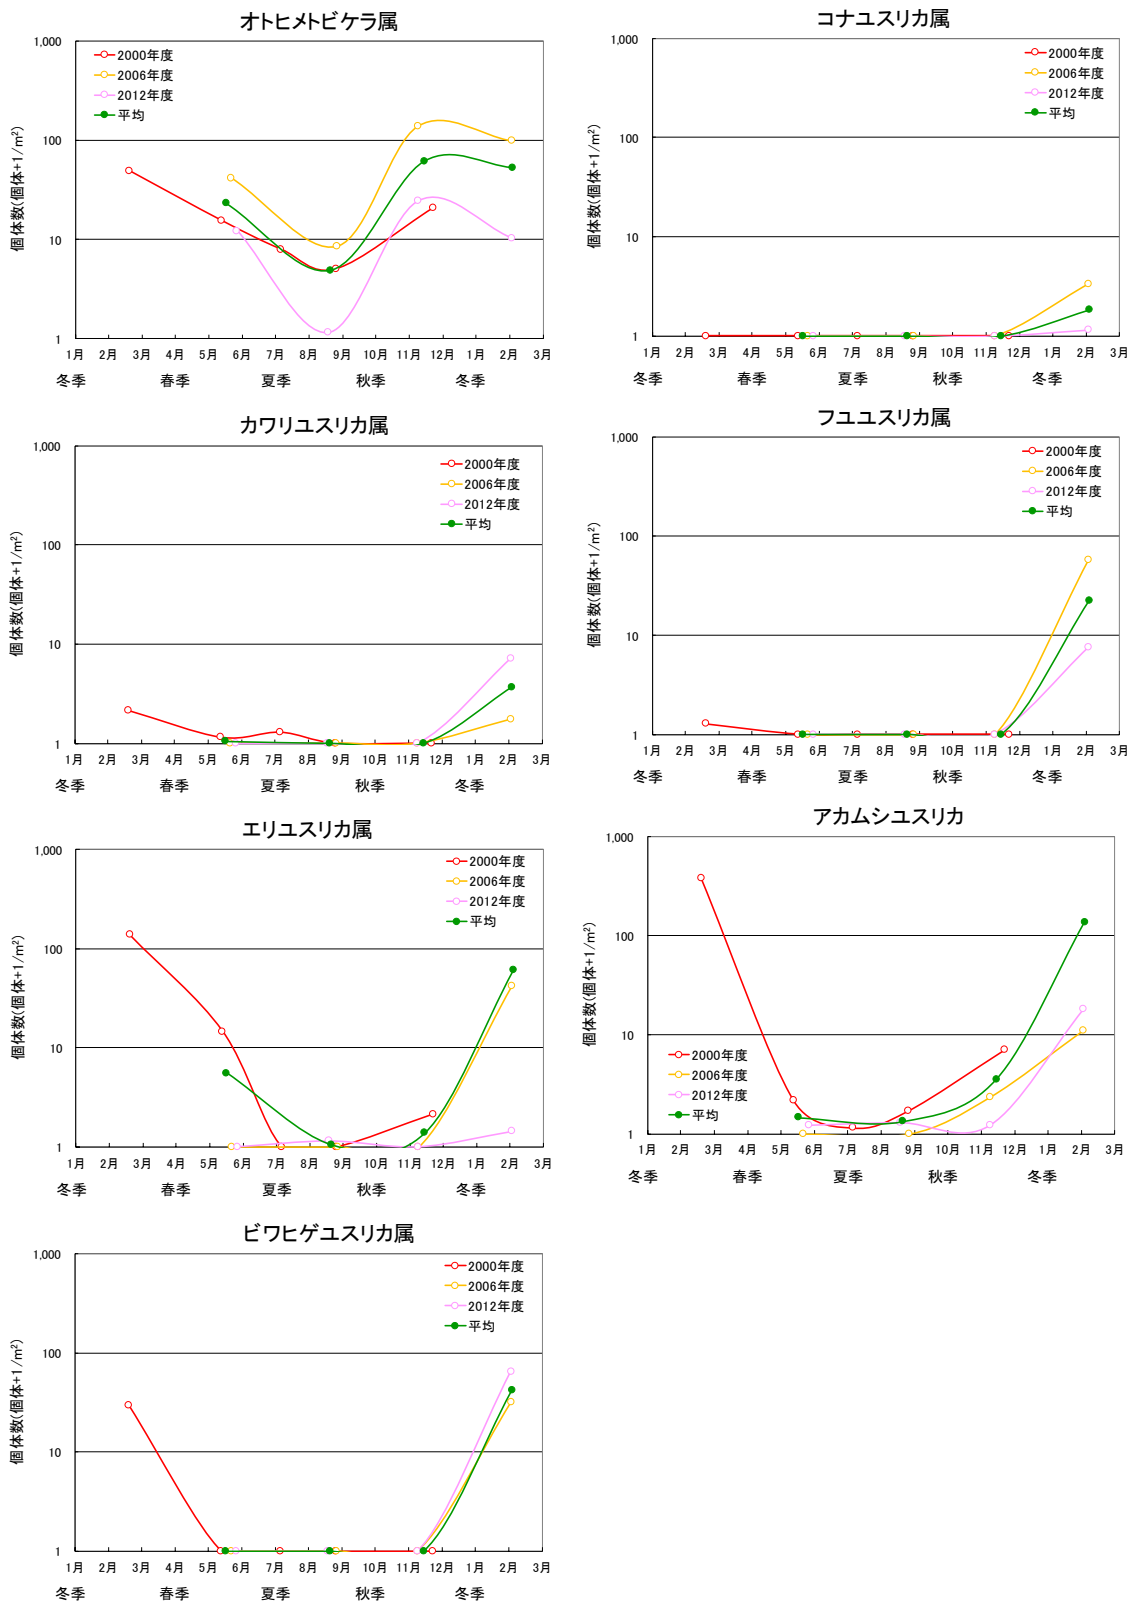 オトヒメトビケラ属
個体数(個体+1/m²)
1,000
100
10
1
2000年度
2006年度
2012年度
平均
1月 2月 3月 4月 5月 6月 7月 8月 9月 10月 11月 12月 1月 2月 3月
冬季 春季 夏季 秋季 冬季
コナユスリカ属
個体数(個体+1/m²)
1,000
100
10
1
2000年度
2006年度
2012年度
平均
1月 2月 3月 4月 5月 6月 7月 8月 9月 10月 11月 12月 1月 2月 3月
冬季 春季 夏季 秋季 冬季
カワリユスリカ属
個体数(個体+1/m²)
1,000
100
10
1
2000年度
2006年度
2012年度
平均
1月 2月 3月 4月 5月 6月 7月 8月 9月 10月 11月 12月 1月 2月 3月
冬季 春季 夏季 秋季 冬季
フユユスリカ属
個体数(個体+1/m²)
1,000
100
10
1
2000年度
2006年度
2012年度
平均
1月 2月 3月 4月 5月 6月 7月 8月 9月 10月 11月 12月 1月 2月 3月
冬季 春季 夏季 秋季 冬季
エリユスリカ属
個体数(個体+1/m²)
1,000
100
10
1
2000年度
2006年度
2012年度
平均
1月 2月 3月 4月 5月 6月 7月 8月 9月 10月 11月 12月 1月 2月 3月
冬季 春季 夏季 秋季 冬季
アカムシユスリカ
個体数(個体+1/m²)
1,000
100
10
1
2000年度
2006年度
2012年度
平均
1月 2月 3月 4月 5月 6月 7月 8月 9月 10月 11月 12月 1月 2月 3月
冬季 春季 夏季 秋季 冬季
ビワヒゲユスリカ属
個体数(個体+1/m²)
1,000
100
10
1
2000年度
2006年度
2012年度
平均
1月 2月 3月 4月 5月 6月 7月 8月 9月 10月 11月 12月 1月 2月 3月
冬季 春季 夏季 秋季 冬季